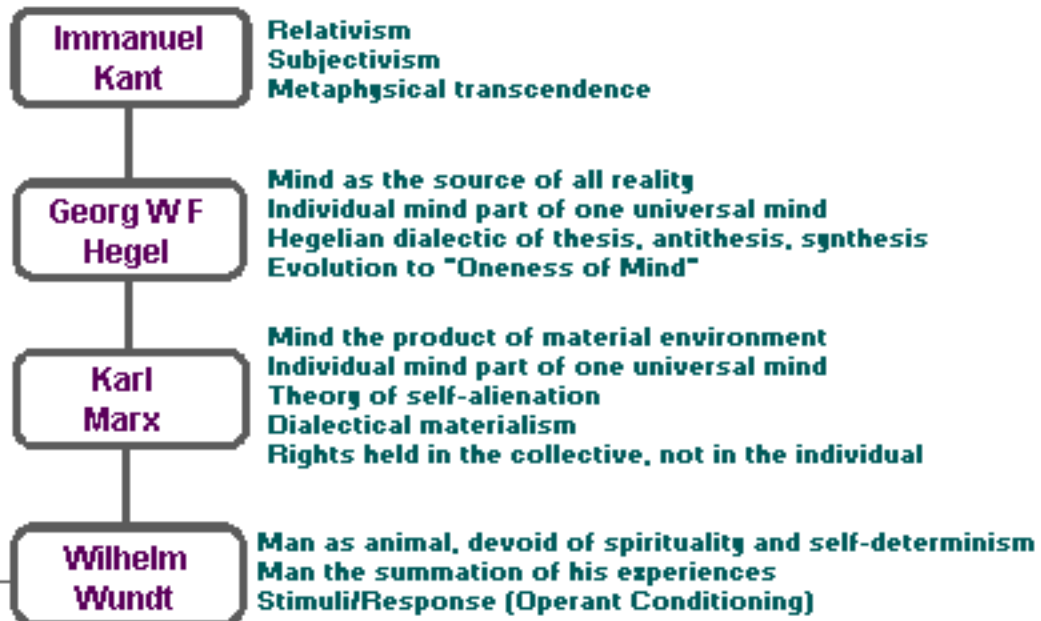 Immanuel
Kant
Relativism
Subjectivism
Metaphysical transcendence
Georg W F
Hegel
Mind as the source of all reality
Individual mind part of one universal mind
Hegelian dialectic of thesis, antithesis, synthesis
Evolution to "Oneness of Mind"
Karl
Marx
Mind the product of material environment
Individual mind part of one universal mind
Theory of self-alienation
Dialectical materialism
Rights held in the collective, not in the individual
Wilhelm
Wundt
Man as animal, devoid of spirituality and self-determinism
Man the summation of his experiences
Stimuli/Response (Operant Conditioning)